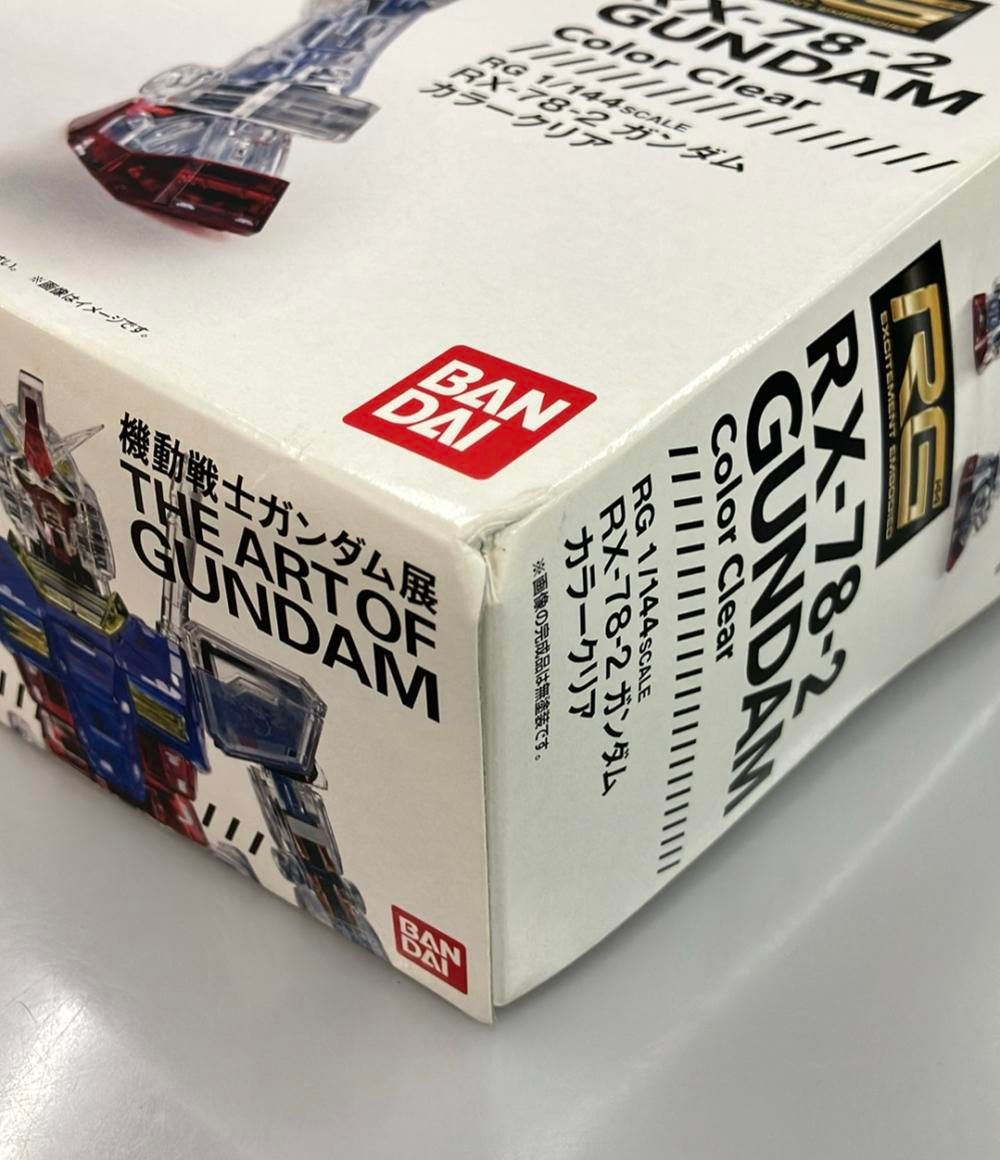 RX-78-2
GUNDAM
Color Clear
RG 1/144SCALE
RX-78-2 ガンダム
カラークリア
※画像はイメージです。
BAN
DAI
機動戦士ガンダム展
THE ART OF
GUNDAM
BAN
DAI
RG
EXCITEMENT EMBODIED
RX-78-2
GUNDAM
Color Clear
RG 1/144SCALE
RX-78-2 ガンダム
カラークリア
※画像の完成品は無塗装です。